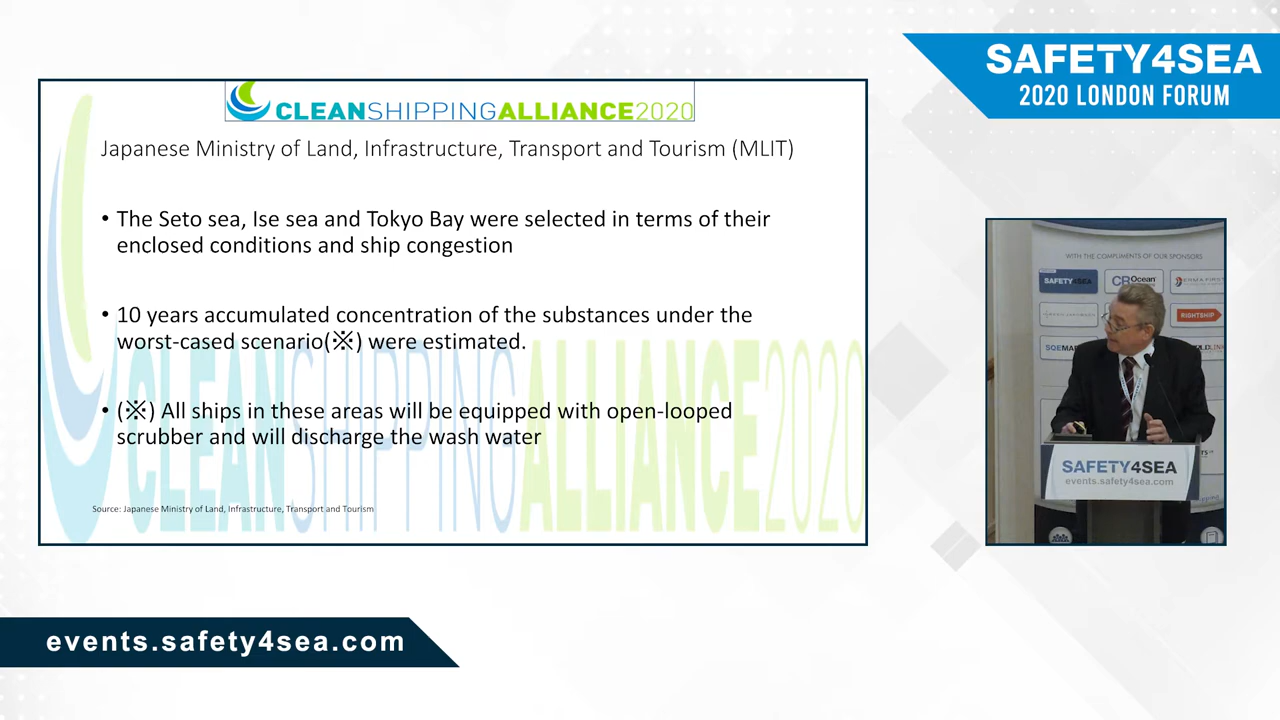 SAFETY4SEA
2020 LONDON FORUM
CLEANSHIPPINGALLIANCE2020
Japanese Ministry of Land, Infrastructure, Transport and Tourism (MLIT)
• The Seto sea, Ise sea and Tokyo Bay were selected in terms of their
enclosed conditions and ship congestion
• 10 years accumulated concentration of the substances under the
worst-cased scenario(※) were estimated.
• (※) All ships in these areas will be equipped with open-looped
scrubber and will discharge the wash water
CLEANSHIPPINGALLIANCE2020
Source: Japanese Ministry of Land, Infrastructure, Transport and Tourism
WITH THE COMPLIMENTS OF OUR SPONSORS
SAFETY4SEA
CR Ocean
RIGHTSHIP
SAFETY4SEA
events.safety4sea.com
events.safety4sea.com